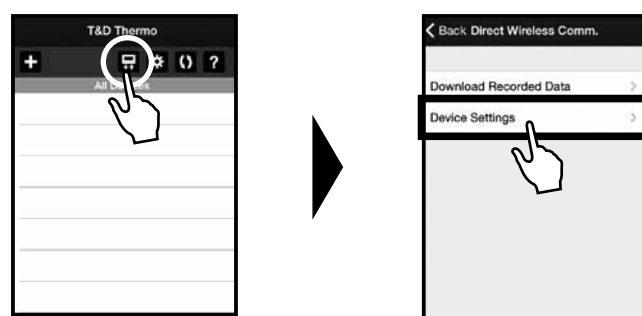 T&D Thermo
+ ?
All Devices
Back Direct Wireless Comm.
Download Recorded Data
Device Settings